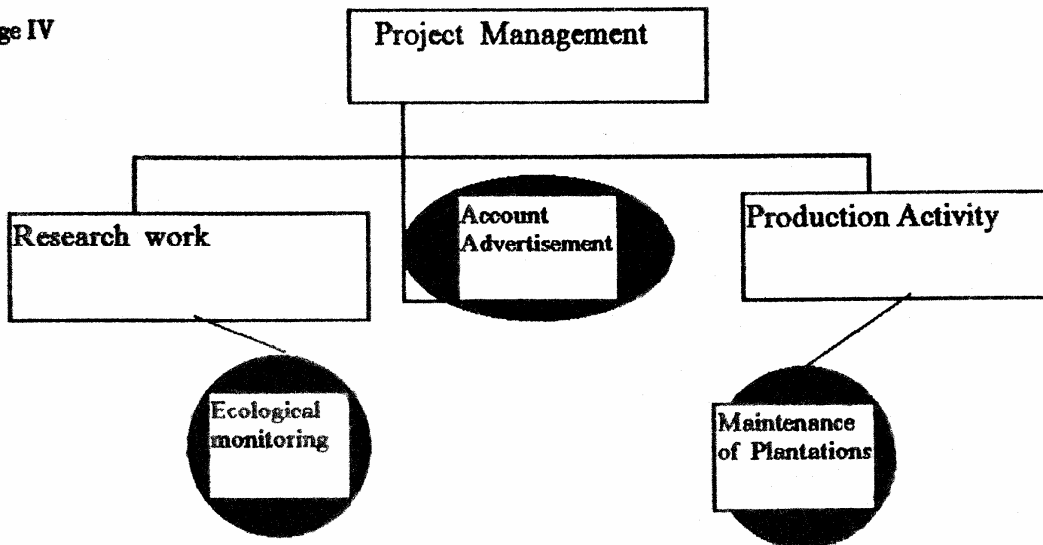 ge IV
Project Management
Research work
Account
Advertisement
Production Activity
Ecological
monitoring
Maintenance
of Plantations